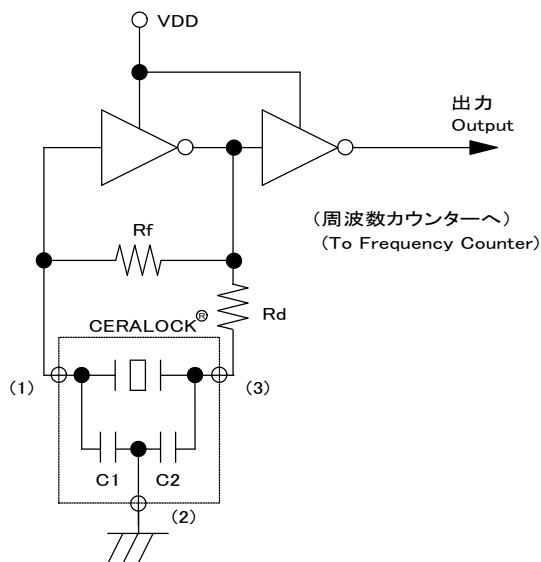 VDD
出力
Output
(周波数カウンターへ)
(To Frequency Counter)
Rf
Rd
CERALOCK®
(1)
(3)
C1
C2
(2)